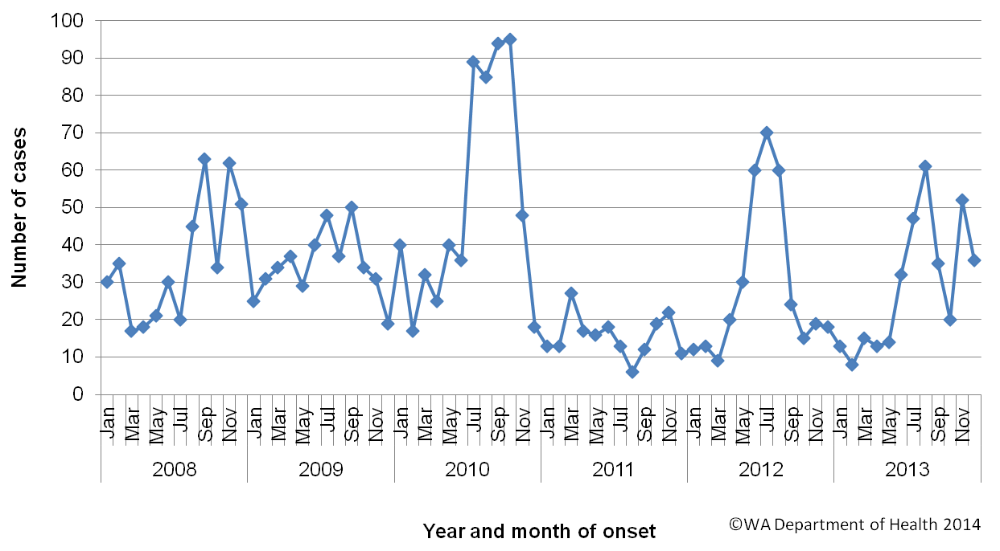 100
90
80
70
60
50
40
30
20
10
0
Number of cases
Jan Mar May Jul Sep Nov Jan Mar May Jul Sep Nov Jan Mar May Jul Sep Nov Jan Mar May Jul Sep Nov Jan Mar May Jul Sep Nov Jan Mar May Jul Sep Nov
2008 2009 2010 2011 2012 2013
Year and month of onset
©WA Department of Health 2014